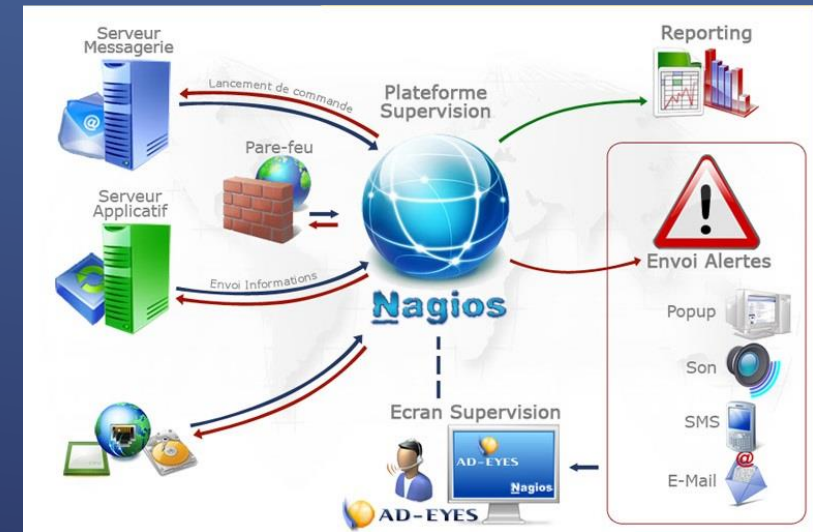 Serveur
Messagerie
Lancement de commande
Plateforme
Supervision
Reporting
Pare-feu
Serveur
Applicatif
Envoi Informations
Nagios
Envoi Alertes
Popup
Son
SMS
E-Mail
@
@
Ecran Supervision
AD-EYES
Nagios
AD-EYES